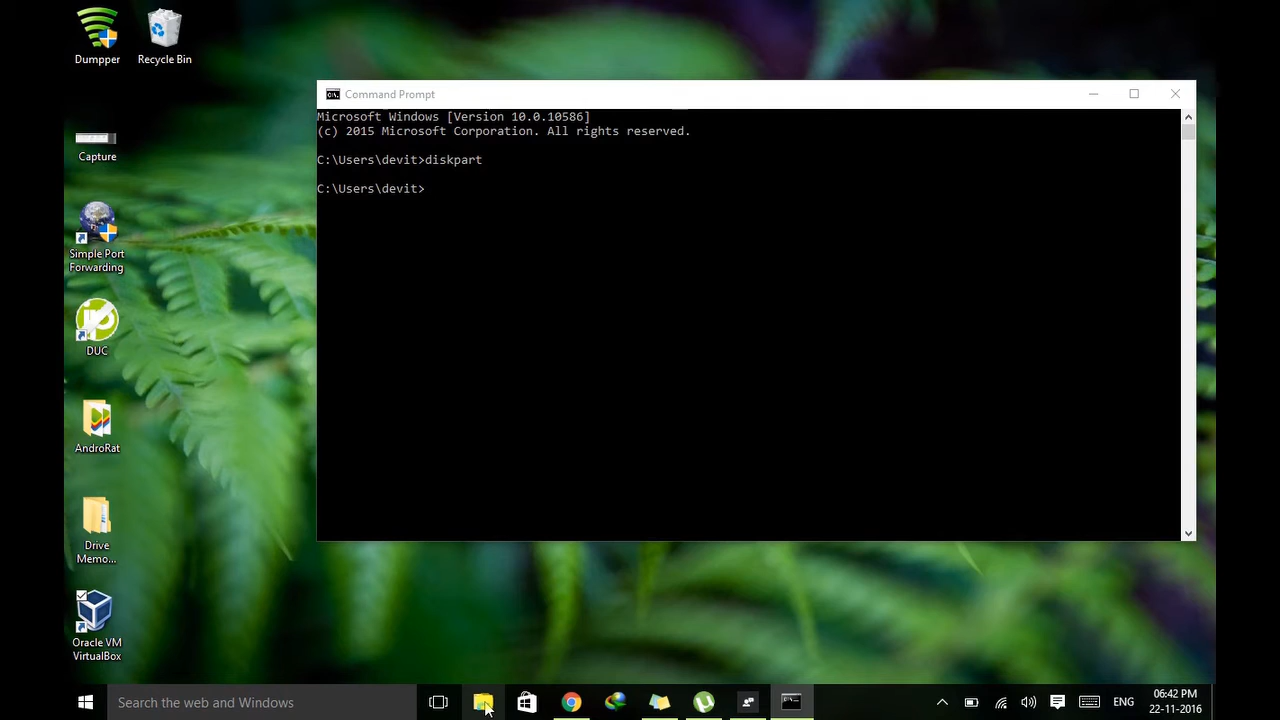 Dumpper
Recycle Bin
Capture
Simple Port
Forwarding
DUC
AndroRat
Drive
Memo...
Oracle VM
VirtualBox
Command Prompt
Microsoft Windows [Version 10.0.10586]
(c) 2015 Microsoft Corporation. All rights reserved.
C:\Users\devit>diskpart
C:\Users\devit>
Search the web and Windows
ENG
06:42 PM
22-11-2016